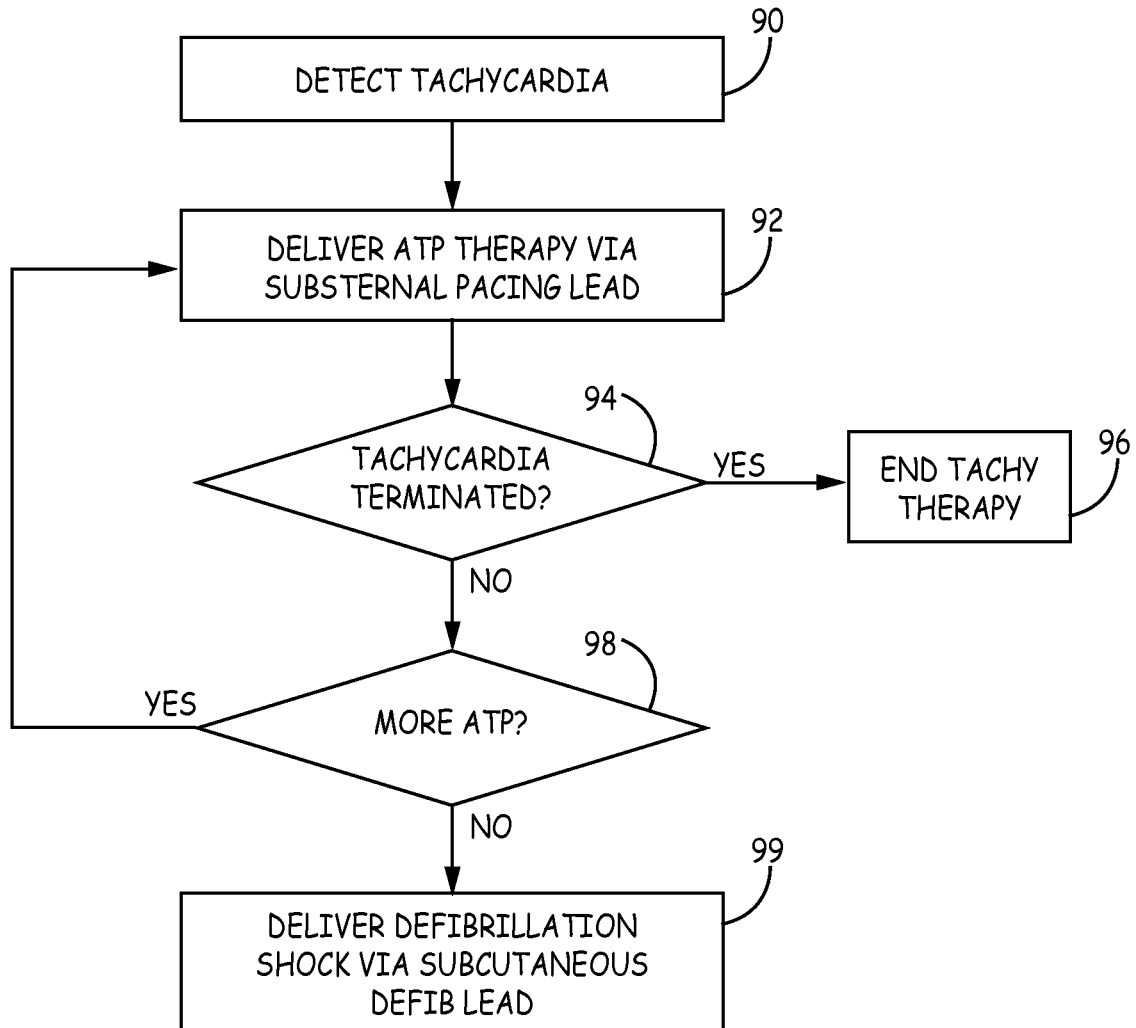 90
DETECT TACHYCARDIA
92
DELIVER ATP THERAPY VIA
SUBSTERNAL PACING LEAD
94
TACHYCARDIA
TERMINATED?
YES
96
END TACHY
THERAPY
NO
98
YES
MORE ATP?
NO
99
DELIVER DEFIBRILLATION
SHOCK VIA SUBCUTANEOUS
DEFIB LEAD